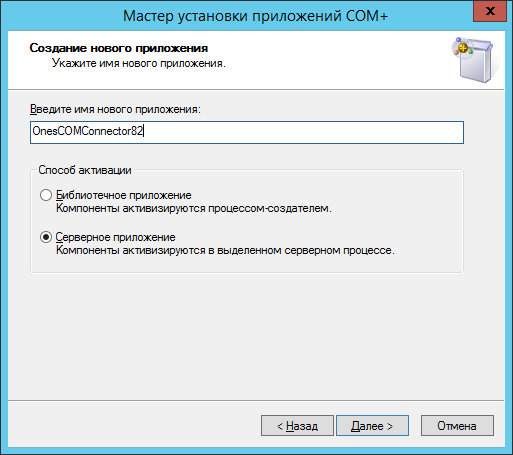 Мастер установки приложений COM+
x
Создание нового приложения
Укажите имя нового приложения.
Введите имя нового приложения:
OnesCOMConnector82
Способ активации
Библиотечное приложение
Компоненты активизируются процессом-создателем.
Серверное приложение
Компоненты активизируются в выделенном серверном процессе.
< Назад
Далее >
Отмена